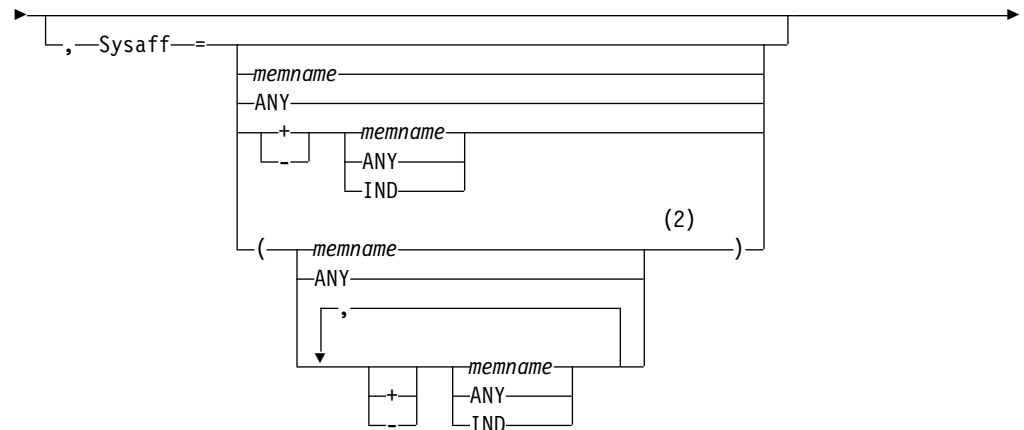 , Sysaff =
memname
ANY
+ memname
- ANY
IND
(2)
( memname )
ANY
,
memname
+ ANY
- IND